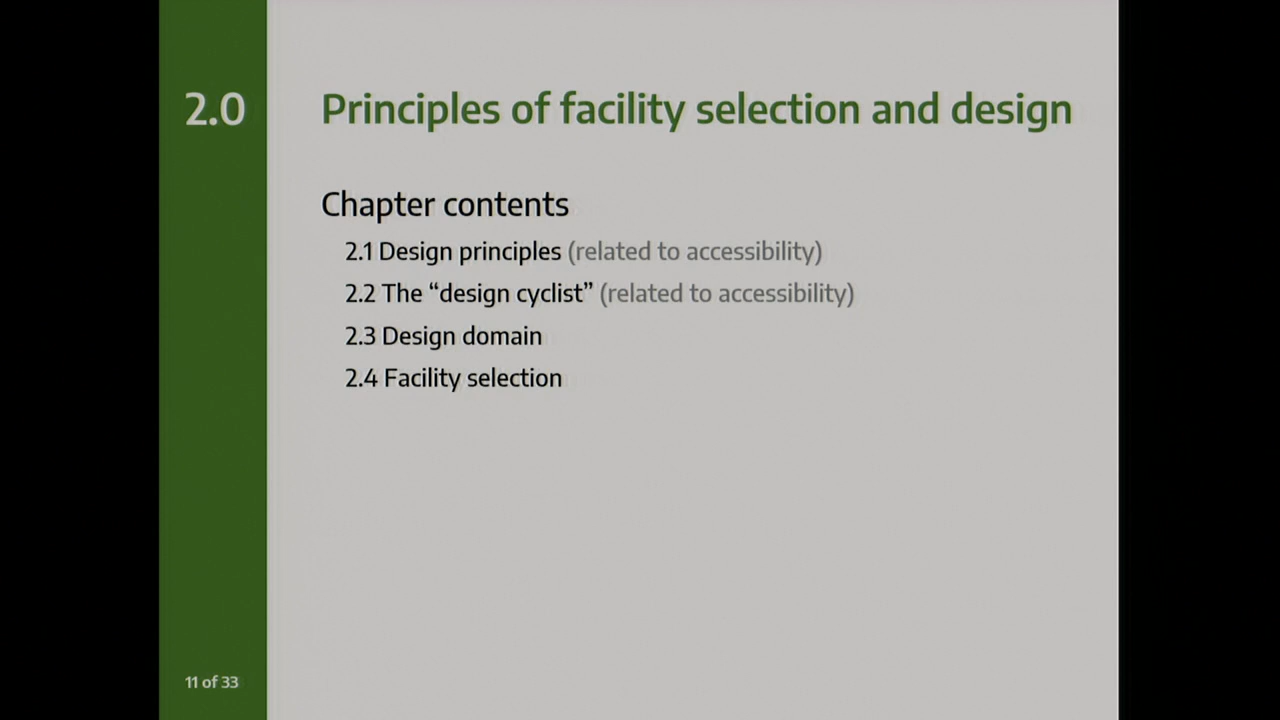 2.0 Principles of facility selection and design
Chapter contents
2.1 Design principles (related to accessibility)
2.2 The “design cyclist” (related to accessibility)
2.3 Design domain
2.4 Facility selection
11 of 33